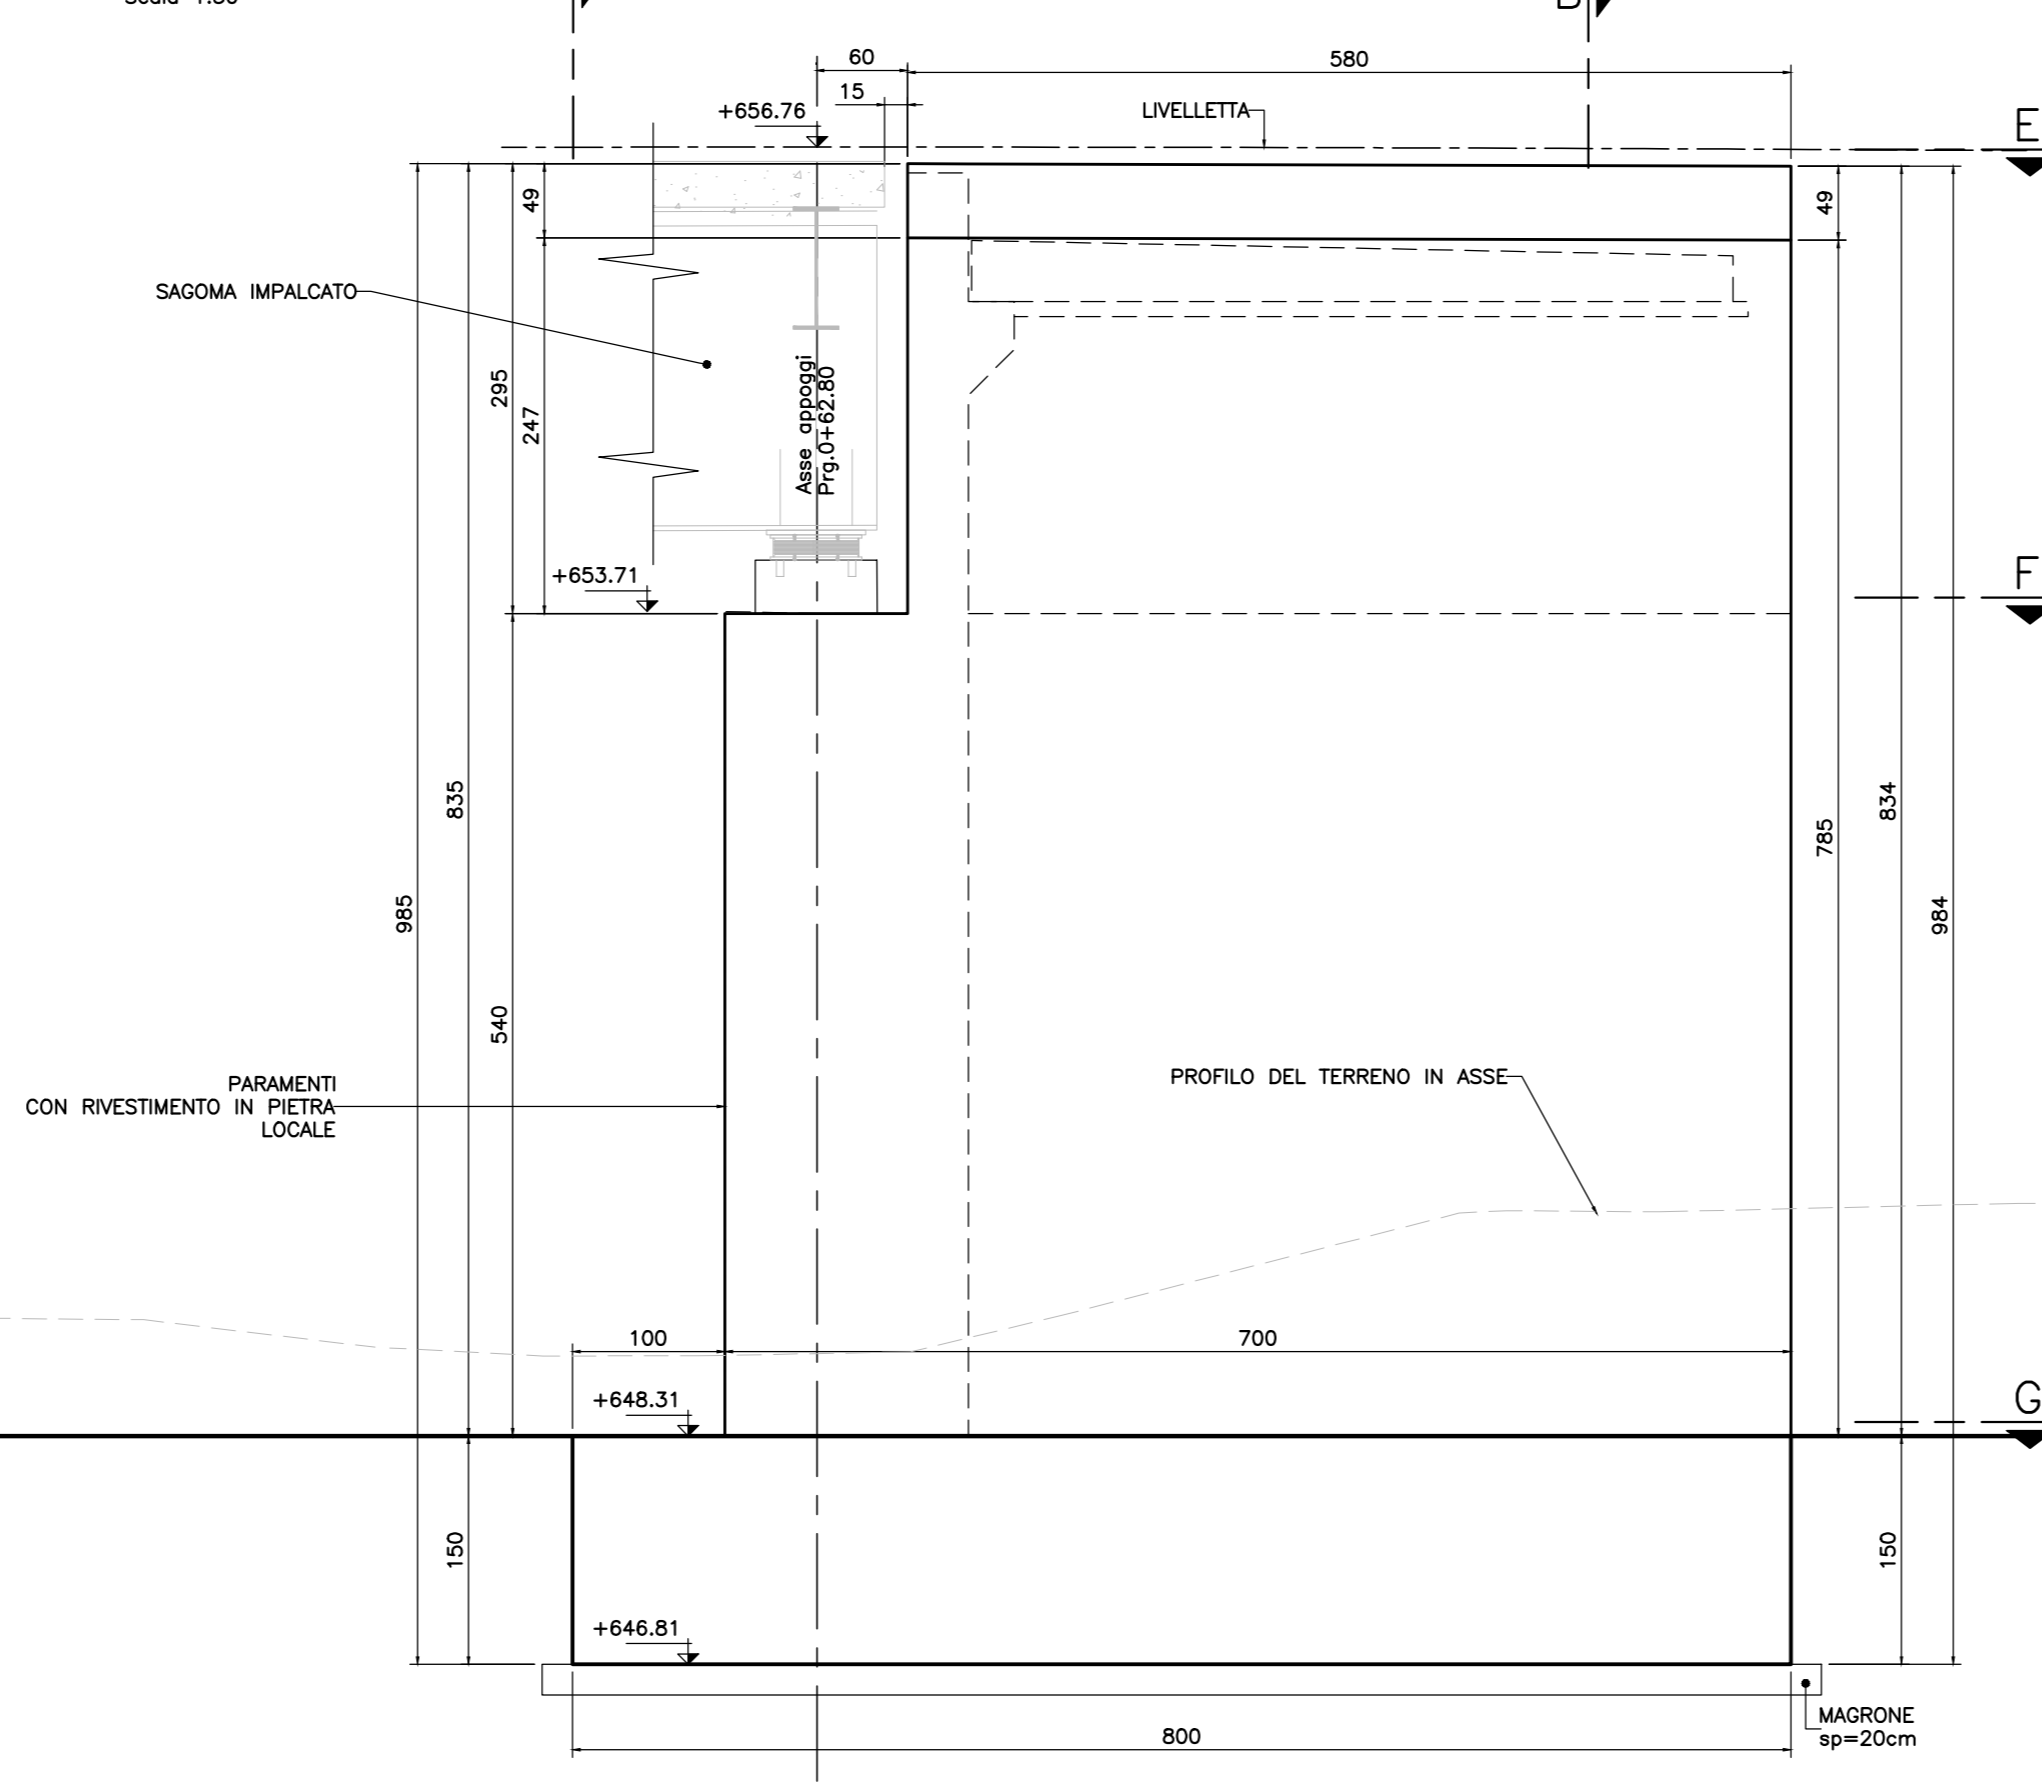 60
580
15
+656.76
LIVELLETTA
E
49
49
SAGOMA IMPALCATO
295
247
Asse appoggi
Prg.0+62.80
+653.71
F
835
834
785
985
984
540
PARAMENTI
CON RIVESTIMENTO IN PIETRA
LOCALE
PROFILO DEL TERRENO IN ASSE
100
700
+648.31
G
150
150
+646.81
MAGRONE
sp=20cm
800